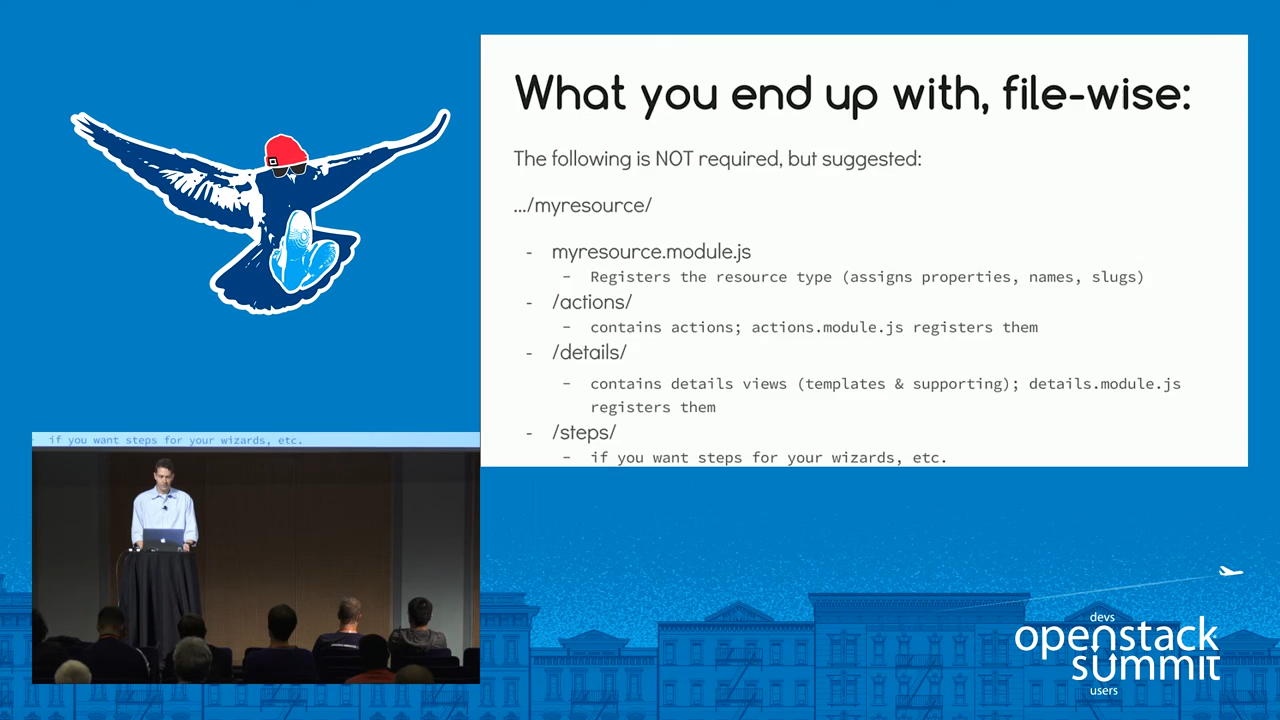 What you end up with, file-wise:
The following is NOT required, but suggested:
.../myresource/
- myresource.module.js
- Registers the resource type (assigns properties, names, slugs)
- /actions/
- contains actions; actions.module.js registers them
- /details/
- contains details views (templates & supporting); details.module.js
registers them
- /steps/
- if you want steps for your wizards, etc.
- if you want steps for your wizards, etc.
devs
openstack
summit
users